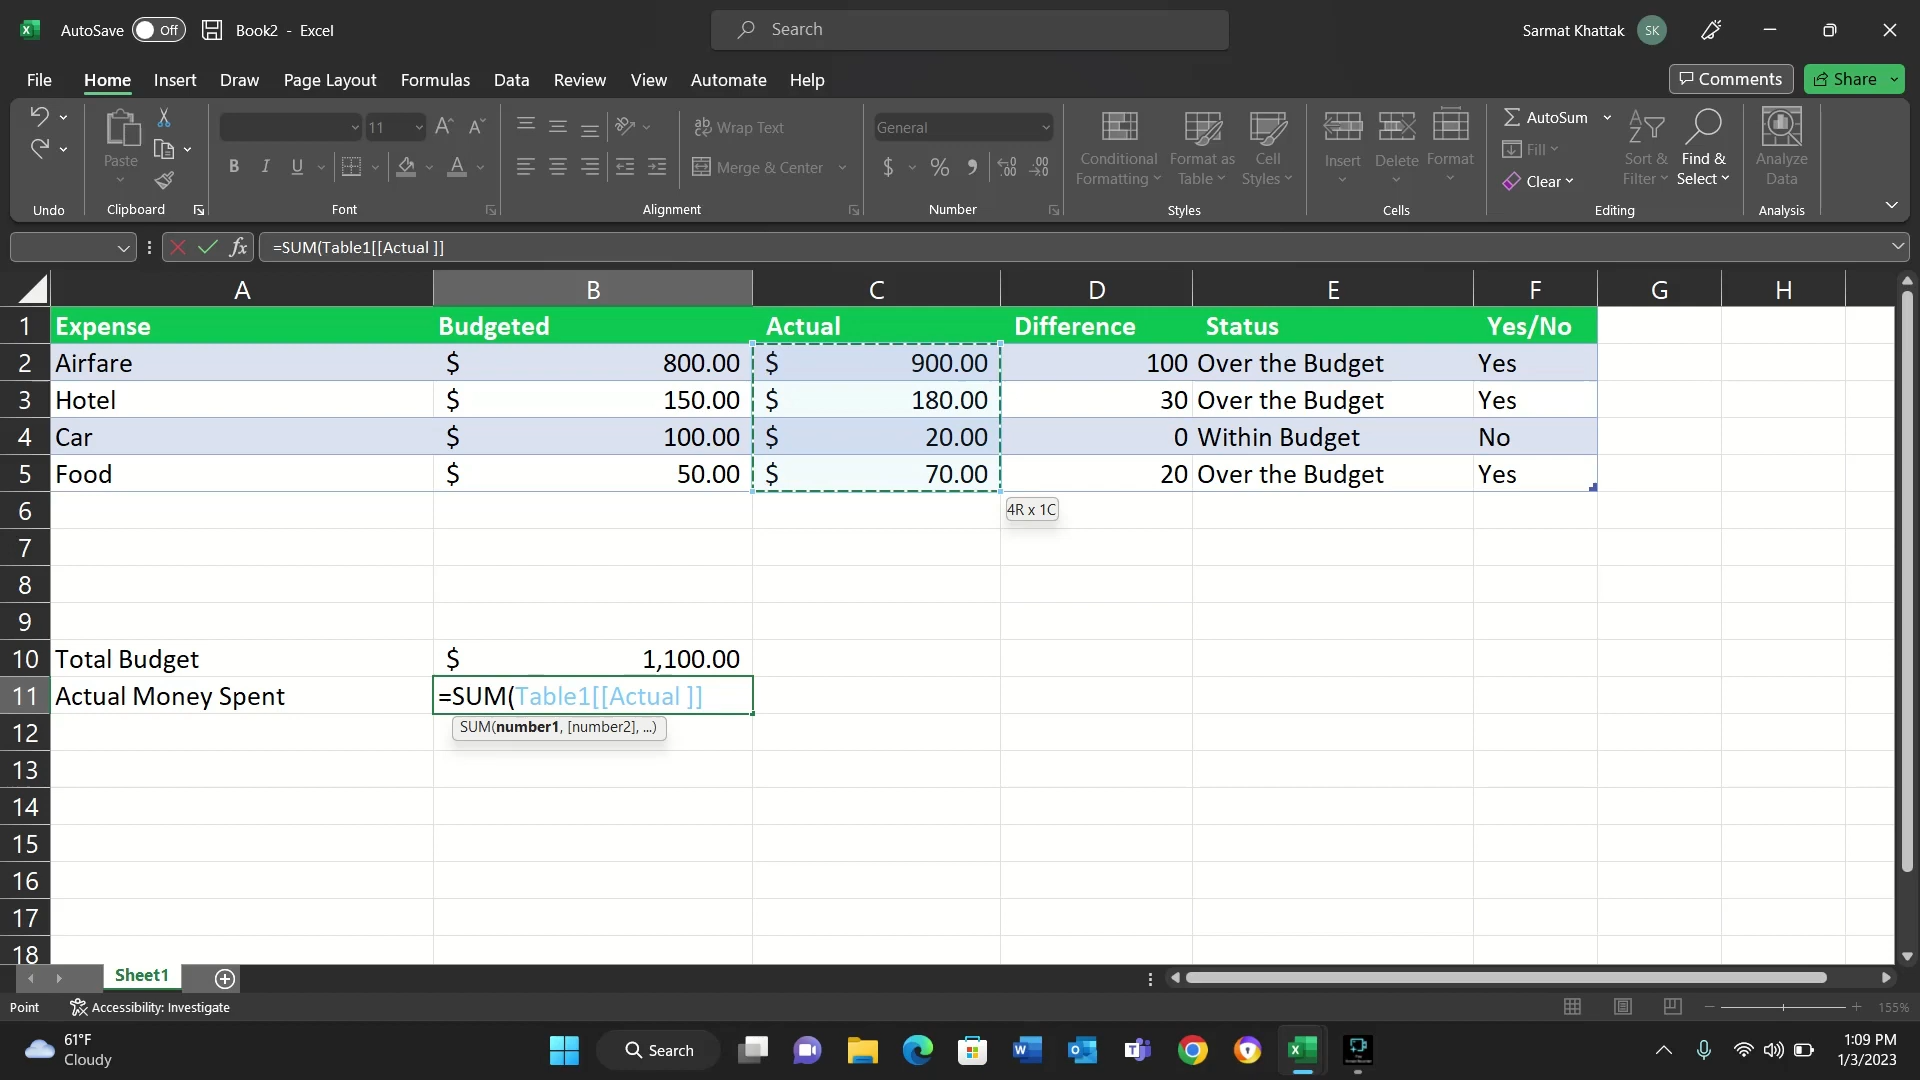 AutoSave Off Book2 - Excel Search Sarmat Khattak SK
File Home Insert Draw Page Layout Formulas Data Review View Automate Help Comments Share
11 Wrap Text General AutoSum
Paste Merge & Center $ % Conditional Formatting Format as Table Cell Styles Insert Delete Format Fill Clear Sort & Filter Find & Select Analyze Data
B I U A
Undo Clipboard Font Alignment Number Styles Cells Editing Analysis
fx =SUM(Table1[[Actual ]]
A B C D E F G H
1 Expense Budgeted Actual Difference Status Yes/No
2 Airfare $ 800.00 $ 900.00 100 Over the Budget Yes
3 Hotel $ 150.00 $ 180.00 30 Over the Budget Yes
4 Car $ 100.00 $ 20.00 0 Within Budget No
5 Food $ 50.00 $ 70.00 20 Over the Budget Yes
6 4R x 1C
7
8
9
10 Total Budget $ 1,100.00
11 Actual Money Spent =SUM(Table1[[Actual ]]
12 SUM(number1, [number2], ...)
13
14
15
16
17
18
Sheet1
Point Accessibility: Investigate 155%
61°F Search 1:09 PM
Cloudy 1/3/2023